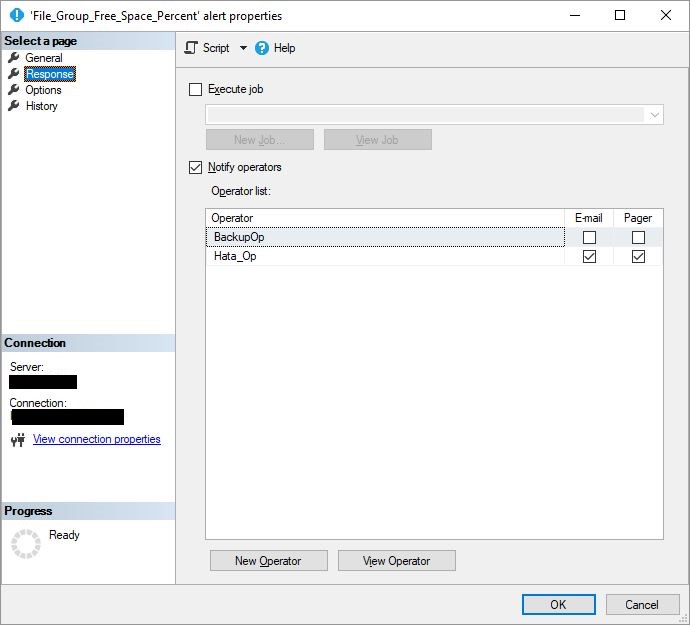 'File_Group_Free_Space_Percent' alert properties
Select a page
General
Response
Options
History
Script Help
Execute job
New Job... View Job
Notify operators
Operator list:
Operator E-mail Pager
BackupOp
Hata_Op
Connection
Server:
Connection:
View connection properties
Progress
Ready
New Operator View Operator
OK Cancel